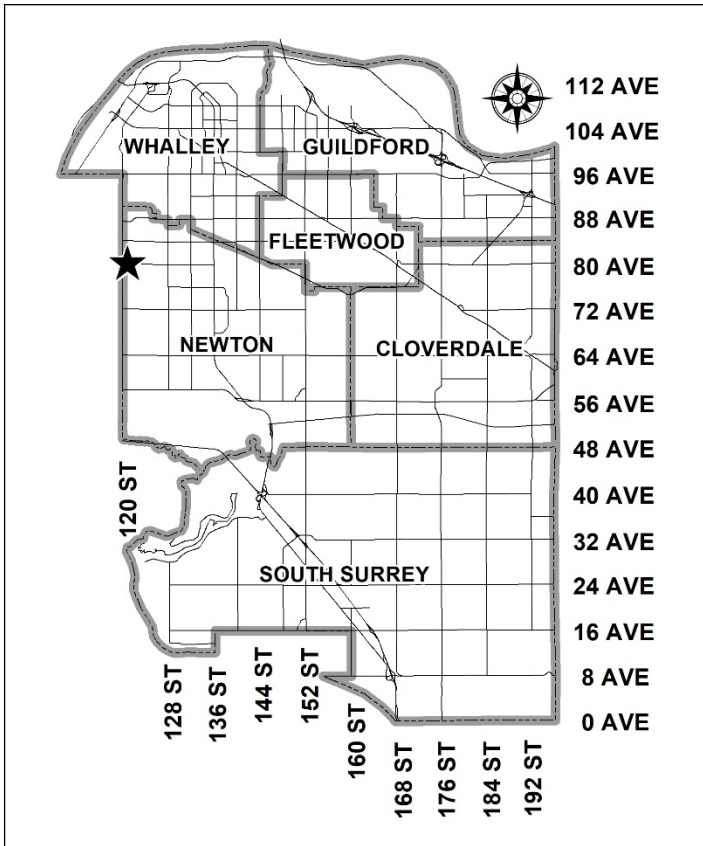 112 AVE
104 AVE
WHALLEY
GUILDFORD
96 AVE
88 AVE
FLEETWOOD
80 AVE
72 AVE
NEWTON
CLOVERDALE
64 AVE
56 AVE
48 AVE
120 ST
40 AVE
32 AVE
SOUTH SURREY
24 AVE
16 AVE
8 AVE
0 AVE
128 ST
136 ST
144 ST
152 ST
160 ST
168 ST
176 ST
184 ST
192 ST